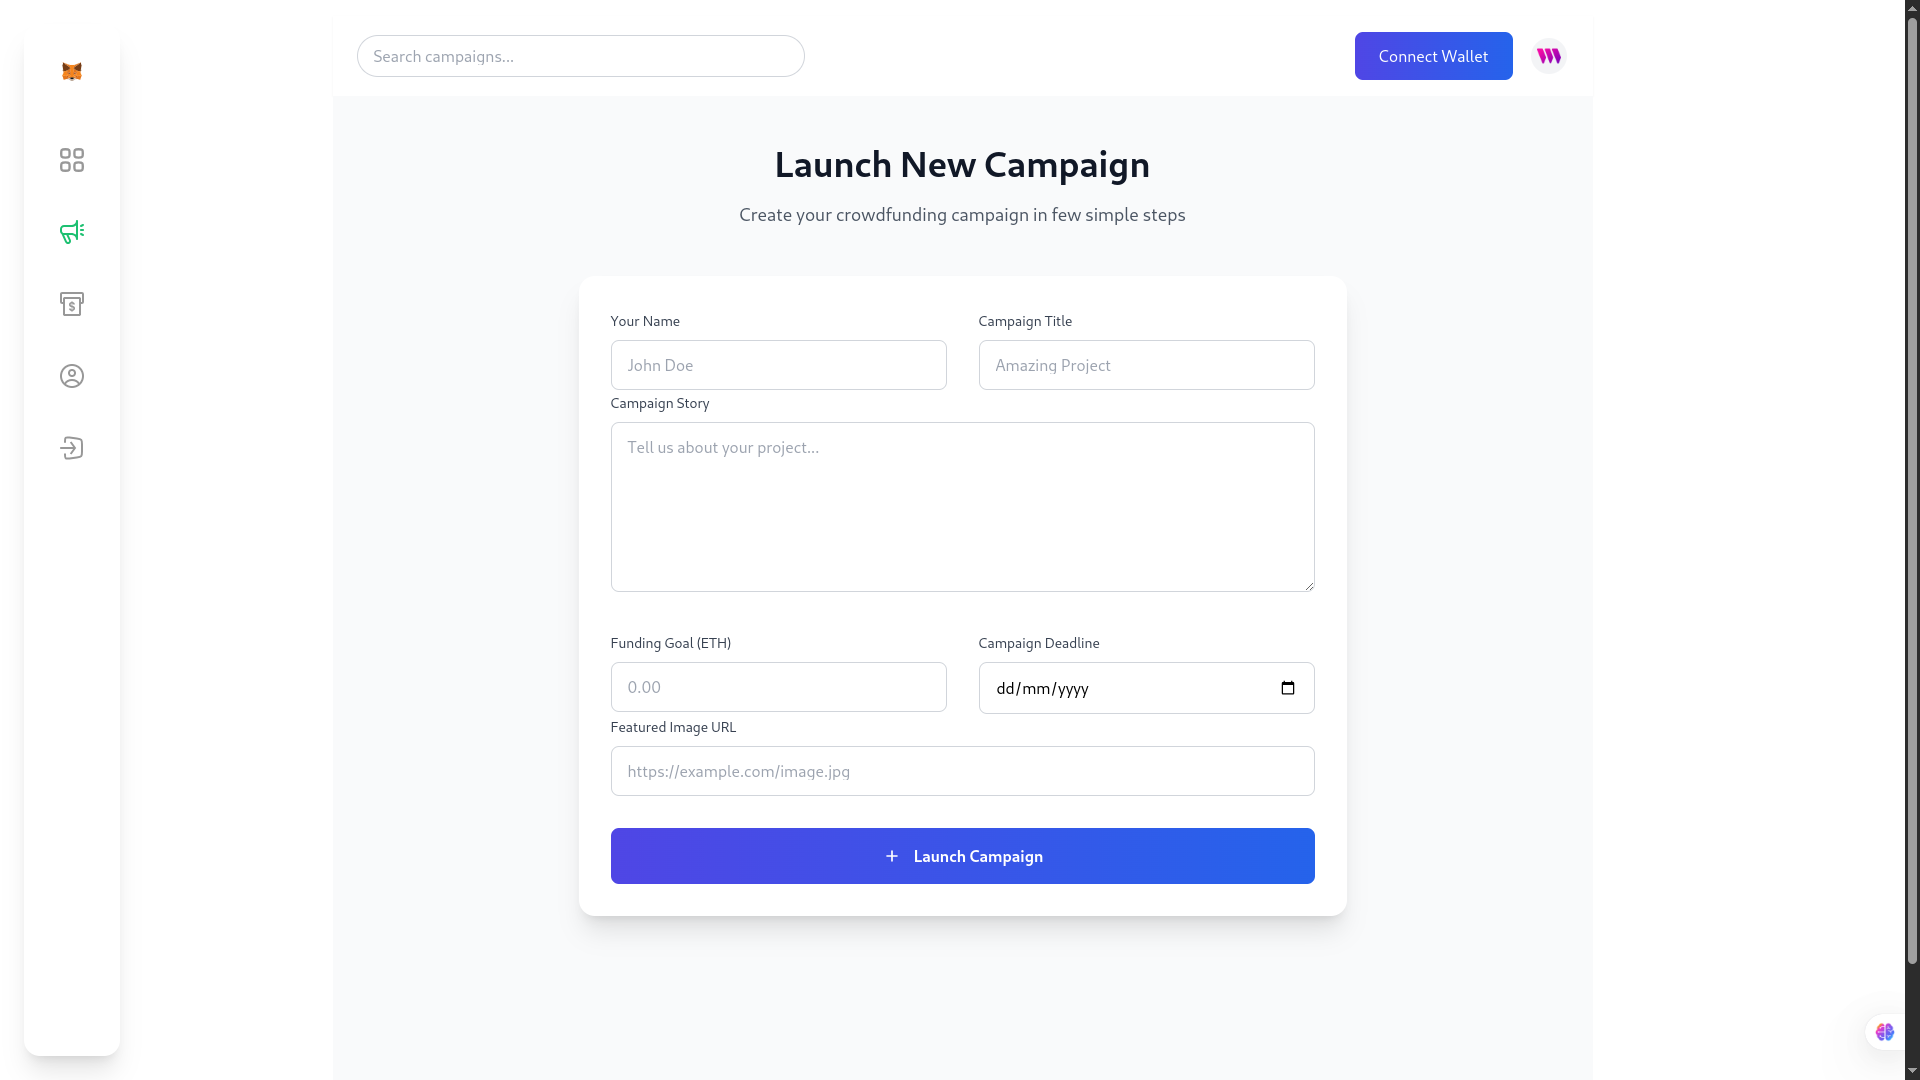 Search campaigns...
Connect Wallet
Launch New Campaign
Create your crowdfunding campaign in few simple steps
Your Name
Campaign Title
John Doe
Amazing Project
Campaign Story
Tell us about your project...
Funding Goal (ETH)
Campaign Deadline
0.00
dd/mm/yyyy
Featured Image URL
https://example.com/image.jpg
+ Launch Campaign